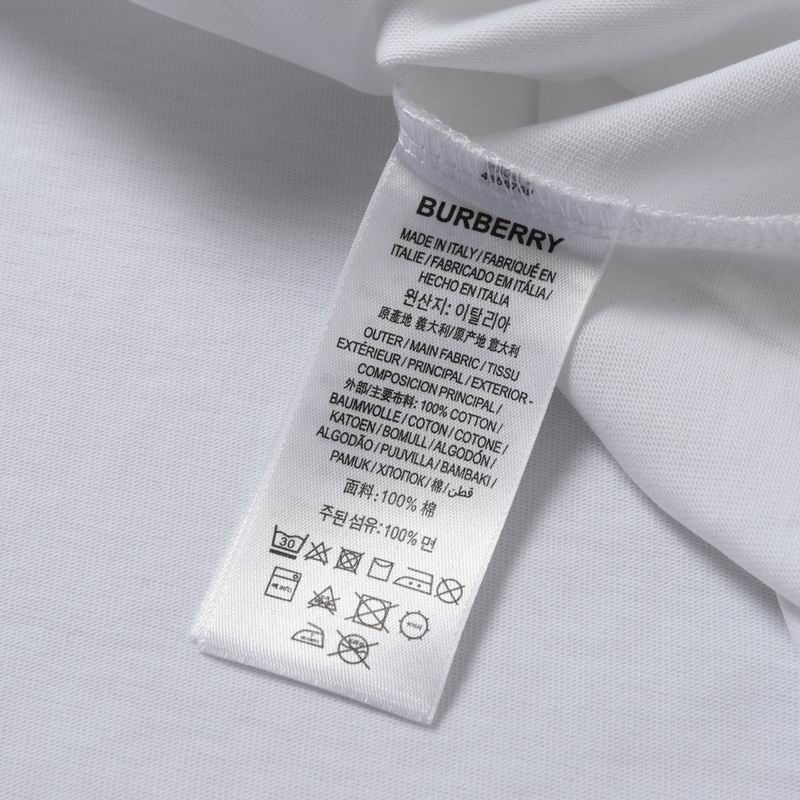 BURBERRY
MADE IN ITALY / FABRIQUÉ EN
ITALIE / FABRICADO EM ITÁLIA /
HECHO EN ITALIA
원산지: 이탈리아
原產地 義大利/原产地 意大利
OUTER / MAIN FABRIC / TISSU
EXTÉRIEUR / PRINCIPAL / EXTERIOR -
COMPOSICION PRINCIPAL /
外部/主要布料: 100% COTTON /
BAUMWOLLE / COTON / COTONE /
KATOEN / BOMULL / ALGODÓN /
ALGODÃO / PUUVILLA / BAMBAKI /
PAMUK / ХЛОПОК / 棉 / قطن
面料:100% 棉
주된 섬유:100% 면
30